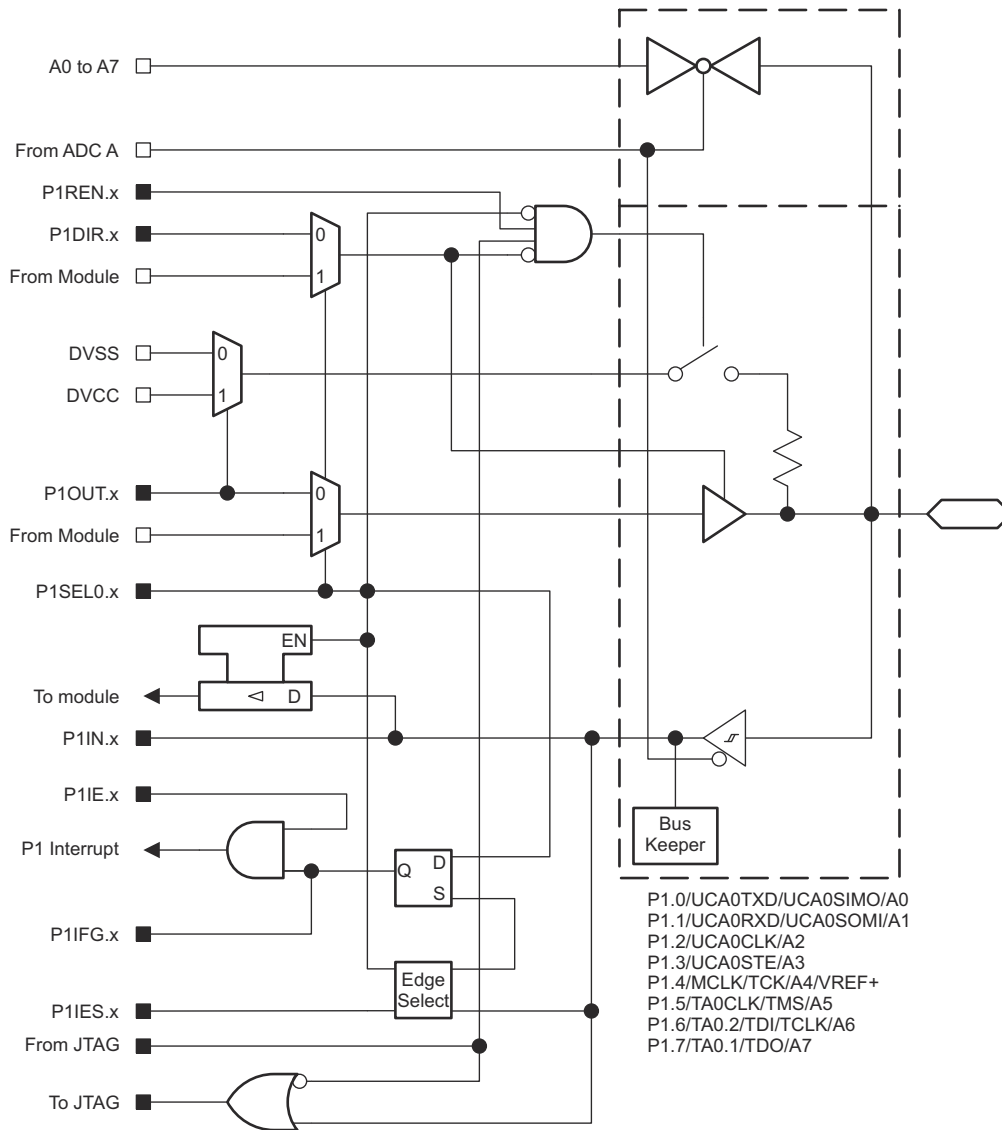 A0 to A7
From ADC A
P1REN.x
P1DIR.x
0
From Module
1
DVSS
0
DVCC
1
P1OUT.x
0
From Module
1
P1SEL0.x
EN
To module
D
P1IN.x
P1IE.x
Bus
Keeper
P1 Interrupt
Q
D
S
P1IFG.x
Edge
Select
P1IES.x
From JTAG
To JTAG
P1.0/UCA0TXD/UCA0SIMO/A0
P1.1/UCA0RXD/UCA0SOMI/A1
P1.2/UCA0CLK/A2
P1.3/UCA0STE/A3
P1.4/MCLK/TCK/A4/VREF+
P1.5/TA0CLK/TMS/A5
P1.6/TA0.2/TDI/TCLK/A6
P1.7/TA0.1/TDO/A7